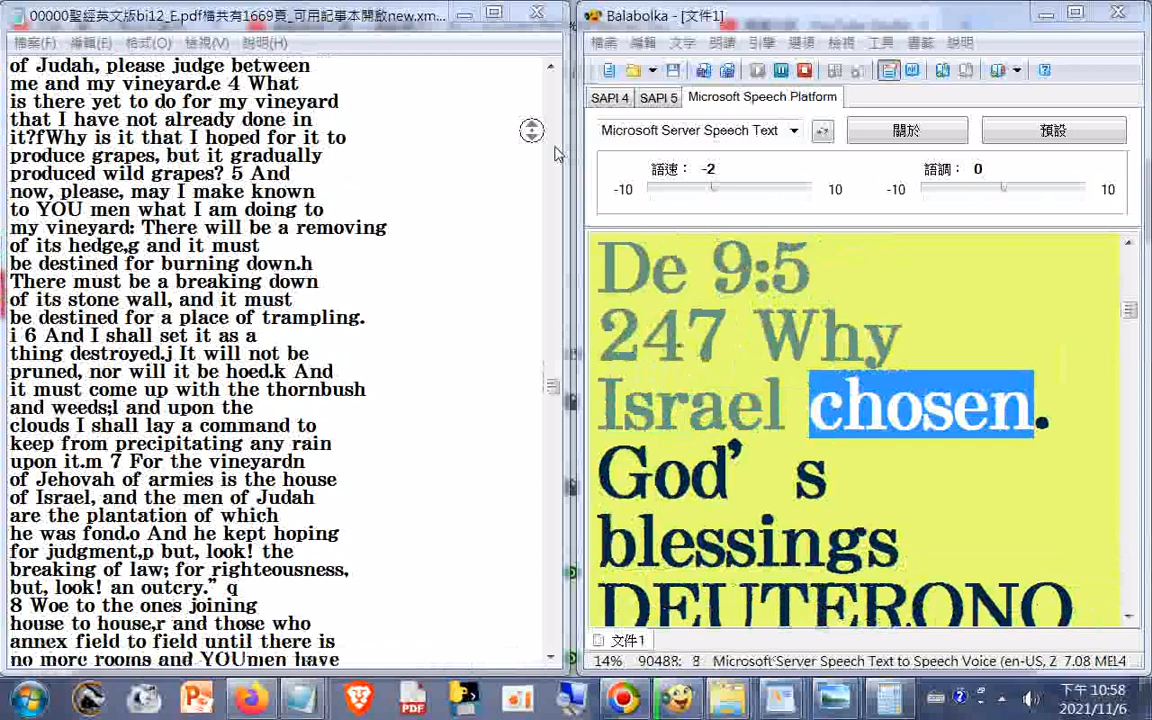 00000聖經英文版bi12_E.pdf檔共有1669頁_可用記事本開啟new.xm...
檔案(F) 編輯(E) 格式(O) 檢視(V) 說明(H)
of Judah, please judge between
me and my vineyard.e 4 What
is there yet to do for my vineyard
that I have not already done in
it?fWhy is it that I hoped for it to
produce grapes, but it gradually
produced wild grapes? 5 And
now, please, may I make known
to YOU men what I am doing to
my vineyard: There will be a removing
of its hedge,g and it must
be destined for burning down.h
There must be a breaking down
of its stone wall, and it must
be destined for a place of trampling.
i 6 And I shall set it as a
thing destroyed.j It will not be
pruned, nor will it be hoed.k And
it must come up with the thornbush
and weeds;l and upon the
clouds I shall lay a command to
keep from precipitating any rain
upon it.m 7 For the vineyardn
of Jehovah of armies is the house
of Israel, and the men of Judah
are the plantation of which
he was fond.o And he kept hoping
for judgment,p but, look! the
breaking of law; for righteousness,
but, look! an outcry.” q
8 Woe to the ones joining
house to house,r and those who
annex field to field until there is
no more rooms and YOUmen have
Balabolka - [文件1]
檔案 編輯 文字 朗讀 引擎 選項 檢視 工具 書籤 說明
SAPI 4 SAPI 5 Microsoft Speech Platform
Microsoft Server Speech Text 關於 預設
語速： -2 語調： 0
-10 10 -10 10
De 9:5
247 Why
Israel chosen.
God’ s
blessings
DEUTERONO
文件1
14% 90488: 8 Microsoft Server Speech Text to Speech Voice (en-US, Z 7.08 MB
PDF
下午 10:58
2021/11/6